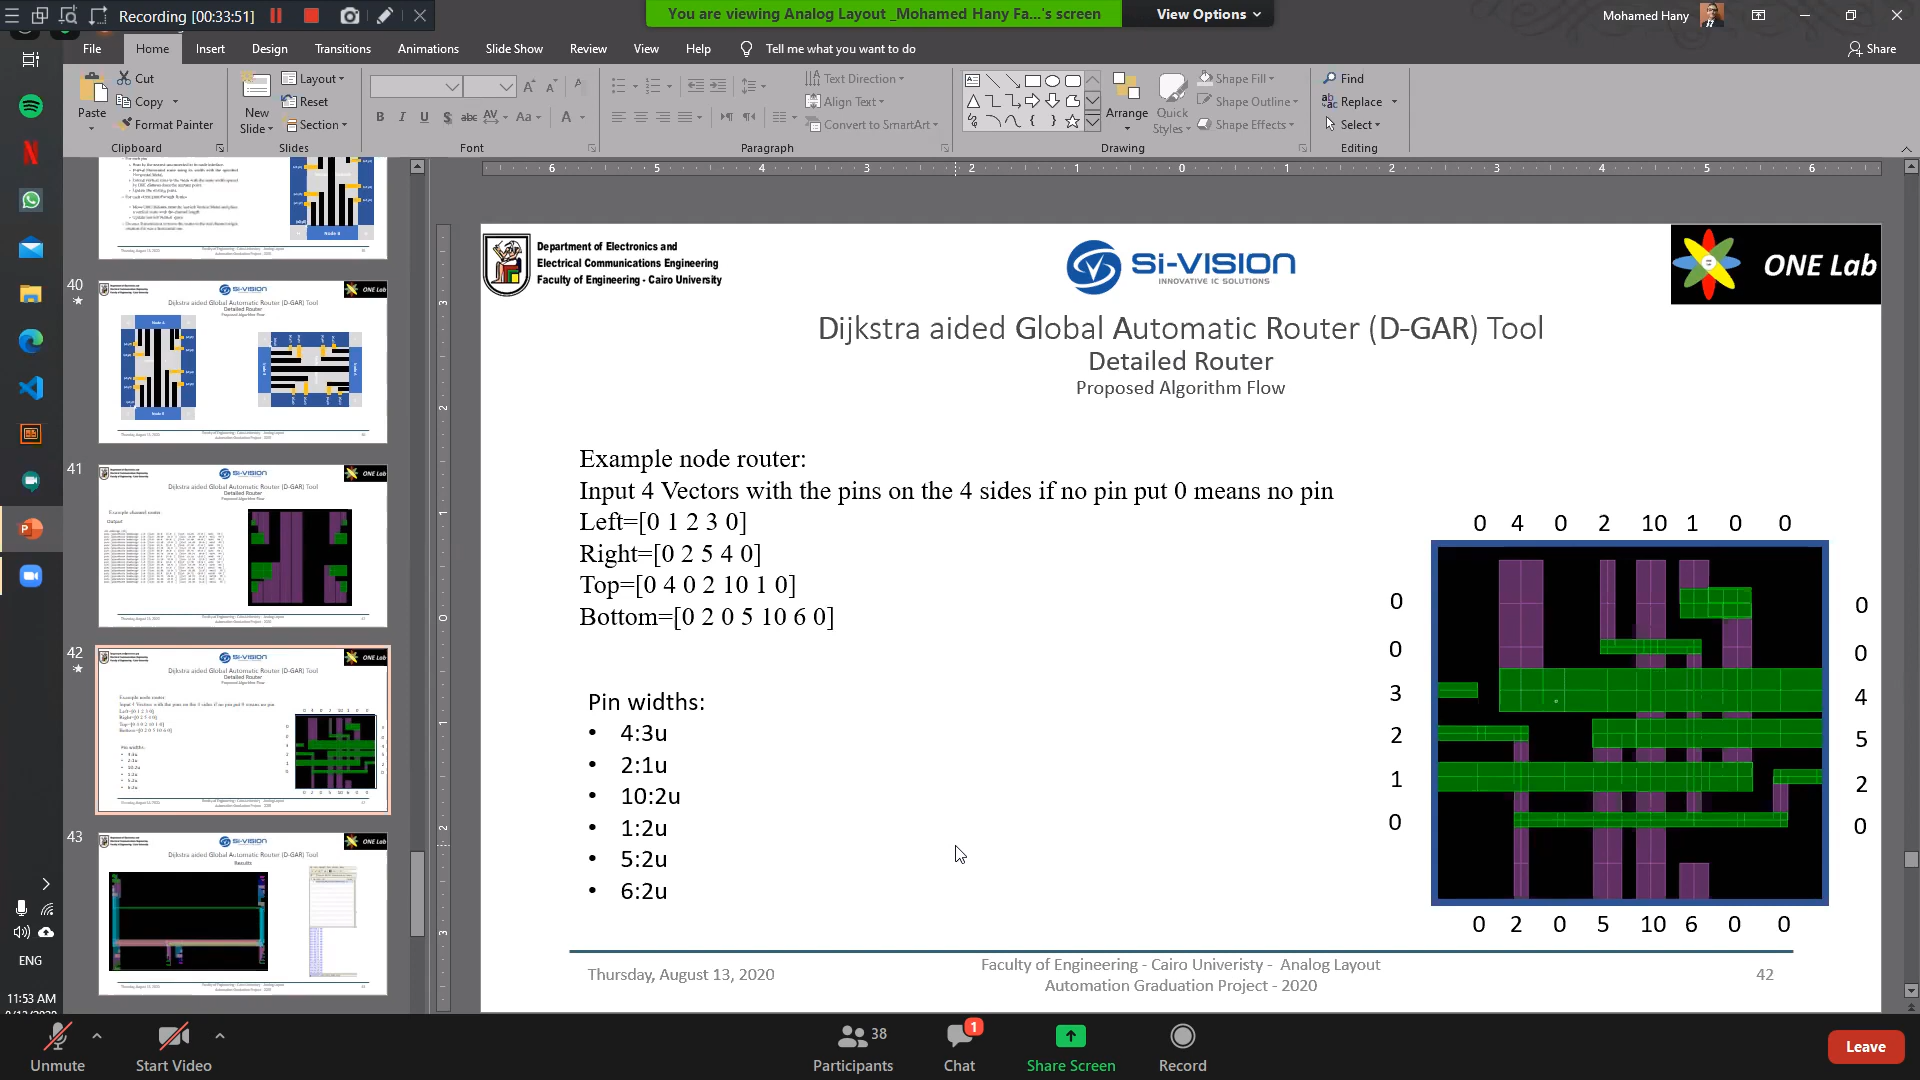 Recording [00:33:51]
You are viewing Analog Layout _Mohamed Hany Fa...'s screen
View Options
Mohamed Hany
File
Home
Insert
Design
Transitions
Animations
Slide Show
Review
View
Help
Tell me what you want to do
Share
Paste
Cut
Copy
Format Painter
Clipboard
New
Slide
Layout
Reset
Section
Slides
Font
Text Direction
Align Text
Convert to SmartArt
Paragraph
Arrange
Quick
Styles
Shape Fill
Shape Outline
Shape Effects
Drawing
Find
Replace
Select
Editing
40
41
42
43
Department of Electronics and
Electrical Communications Engineering
Faculty of Engineering - Cairo University
Si-VISION
INNOVATIVE IC SOLUTIONS
ONE Lab
Dijkstra aided Global Automatic Router (D-GAR) Tool
Detailed Router
Proposed Algorithm Flow
Example node router:
Input 4 Vectors with the pins on the 4 sides if no pin put 0 means no pin
Left=[0 1 2 3 0]
Right=[0 2 5 4 0]
Top=[0 4 0 2 10 1 0]
Bottom=[0 2 0 5 10 6 0]
Pin widths:
• 4:3u
• 2:1u
• 10:2u
• 1:2u
• 5:2u
• 6:2u
0 4 0 2 10 1 0 0
0 0
0 0
3 4
2 5
1 2
0 0
0 2 0 5 10 6 0 0
Thursday, August 13, 2020
Faculty of Engineering - Cairo Univeristy - Analog Layout
Automation Graduation Project - 2020
42
ENG
11:53 AM
Unmute
Start Video
Participants
38
Chat
1
Share Screen
Record
Leave